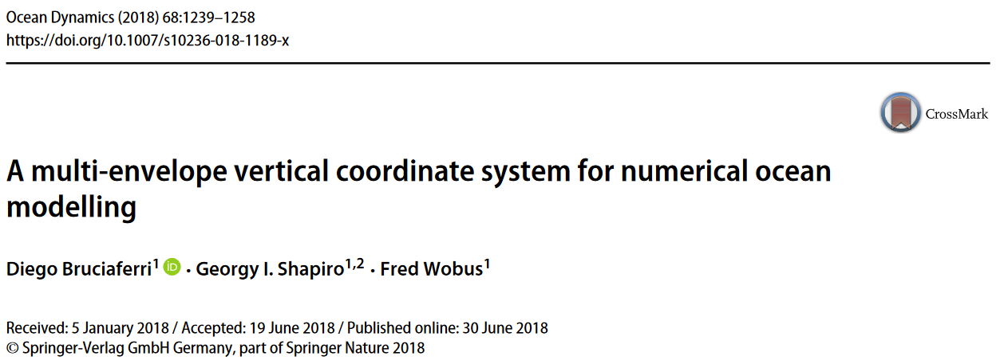 Ocean Dynamics (2018) 68:1239–1258
https://doi.org/10.1007/s10236-018-1189-x
CrossMark
A multi-envelope vertical coordinate system for numerical ocean
modelling
Diego Bruciaferri1 iD · Georgy I. Shapiro1,2 · Fred Wobus1
Received: 5 January 2018 / Accepted: 19 June 2018 / Published online: 30 June 2018
© Springer-Verlag GmbH Germany, part of Springer Nature 2018